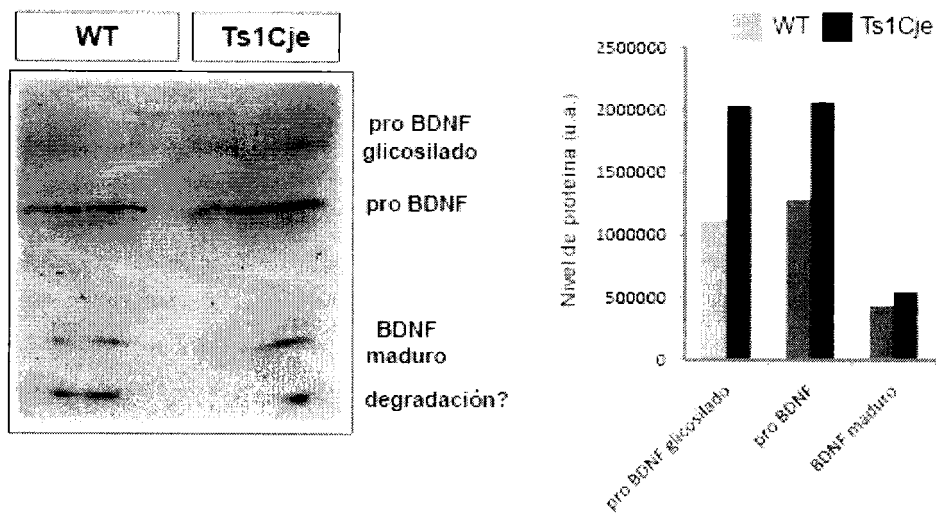 WT
Ts1Cje
pro BDNF
glicosilado
pro BDNF
BDNF
maduro
degradación?
WT
Ts1Cje
Nivel de proteína (u.a.)
2500000
2000000
1500000
1000000
500000
0
pro BDNF glicosilado
pro BDNF
BDNF maduro